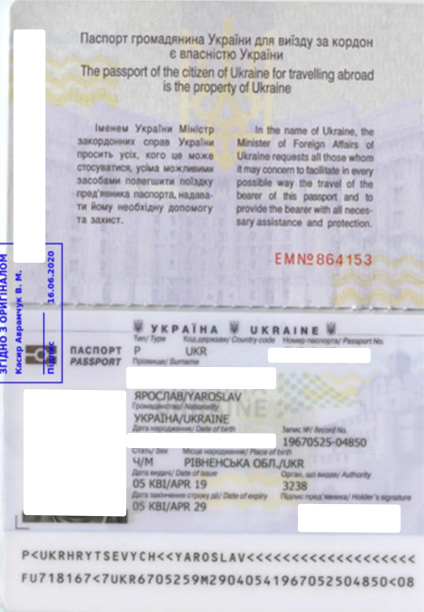 Паспорт громадянина України для виїзду за кордон
є власністю України
The passport of the citizen of Ukraine for travelling abroad
is the property of Ukraine
Іменем України Міністр
закордонних справ України
просить усіх, кого це може
стосуватися, усіма можливими
засобами полегшити поїздку
пред'явника паспорта, надава-
ти йому необхідну допомогу
та захист.
In the name of Ukraine, the
Minister of Foreign Affairs of
Ukraine requests all those whom
it may concern to facilitate in every
possible way the travel of the
bearer of this passport and to
provide the bearer with all neces-
sary assistance and protection.
EM№864153
ЗГІДНО З ОРИГІНАЛОМ
Касир Аврамчук В. М.
Підпис 16.06.2020
УКРАЇНА UKRAINE
ПАСПОРТ
PASSPORT
Тип/ Type
P
Код держави/ Country code
UKR
Номер паспорта/ Passport No.
Прізвище/ Surname
ЯРОСЛАВ/YAROSLAV
Громадянство/ Nationality
УКРАЇНА/UKRAINE
Дата народження/ Date of birth
Запис №/ Record No.
19670525-04850
Стать/ Sex
Ч/M
Місце народження/ Place of birth
РІВНЕНСЬКА ОБЛ./UKR
Дата видачі/ Date of issue
05 КВІ/APR 19
Орган, що видав/ Authority
3238
Дата закінчення строку дії/ Date of expiry
05 КВІ/APR 29
Підпис пред'явника/ Holder's signature
P<UKRHRYTSEVYCH<<YAROSLAV<<<<<<<<<<<<<<<<<<<
FU718167<7UKR6705259M2904054196705250​4850<08